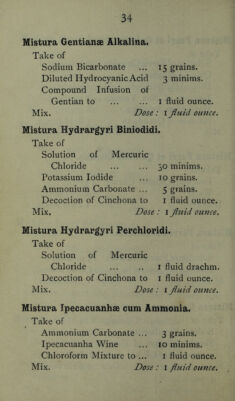 34
Mistura Gentianæ Alkalina.
Take of
Sodium Bicarbonate ... 15 grains.
Diluted Hydrocyanic Acid 3 minims.
Compound Infusion of
Gentian to ... ... 1 fluid ounce.
Mix. Dose: 1 fluid ounce.
Mistura Hydrargyri Biniodidi.
Take of
Solution of Mercuric
Chloride ... ... 30 minims.
Potassium Iodide ... 10 grains.
Ammonium Carbonate ... 5 grains.
Decoction of Cinchona to 1 fluid ounce.
Mix. Dose: 1 fluid ounce.
Mistura Hydrargyri Perchloridi.
Take of
Solution of Mercuric
Chloride ... .. 1 fluid drachm.
Decoction of Cinchona to 1 fluid ounce.
Mix. Dose: 1 fluid ounce.
Mistura Ipecacuanhæ cum Ammonia.
Take of
Ammonium Carbonate ... 3 grains.
Ipecacuanha Wine ... 10 minims.
Chloroform Mixture to ... 1 fluid ounce.
Mix. Dose: 1 fluid ounce.